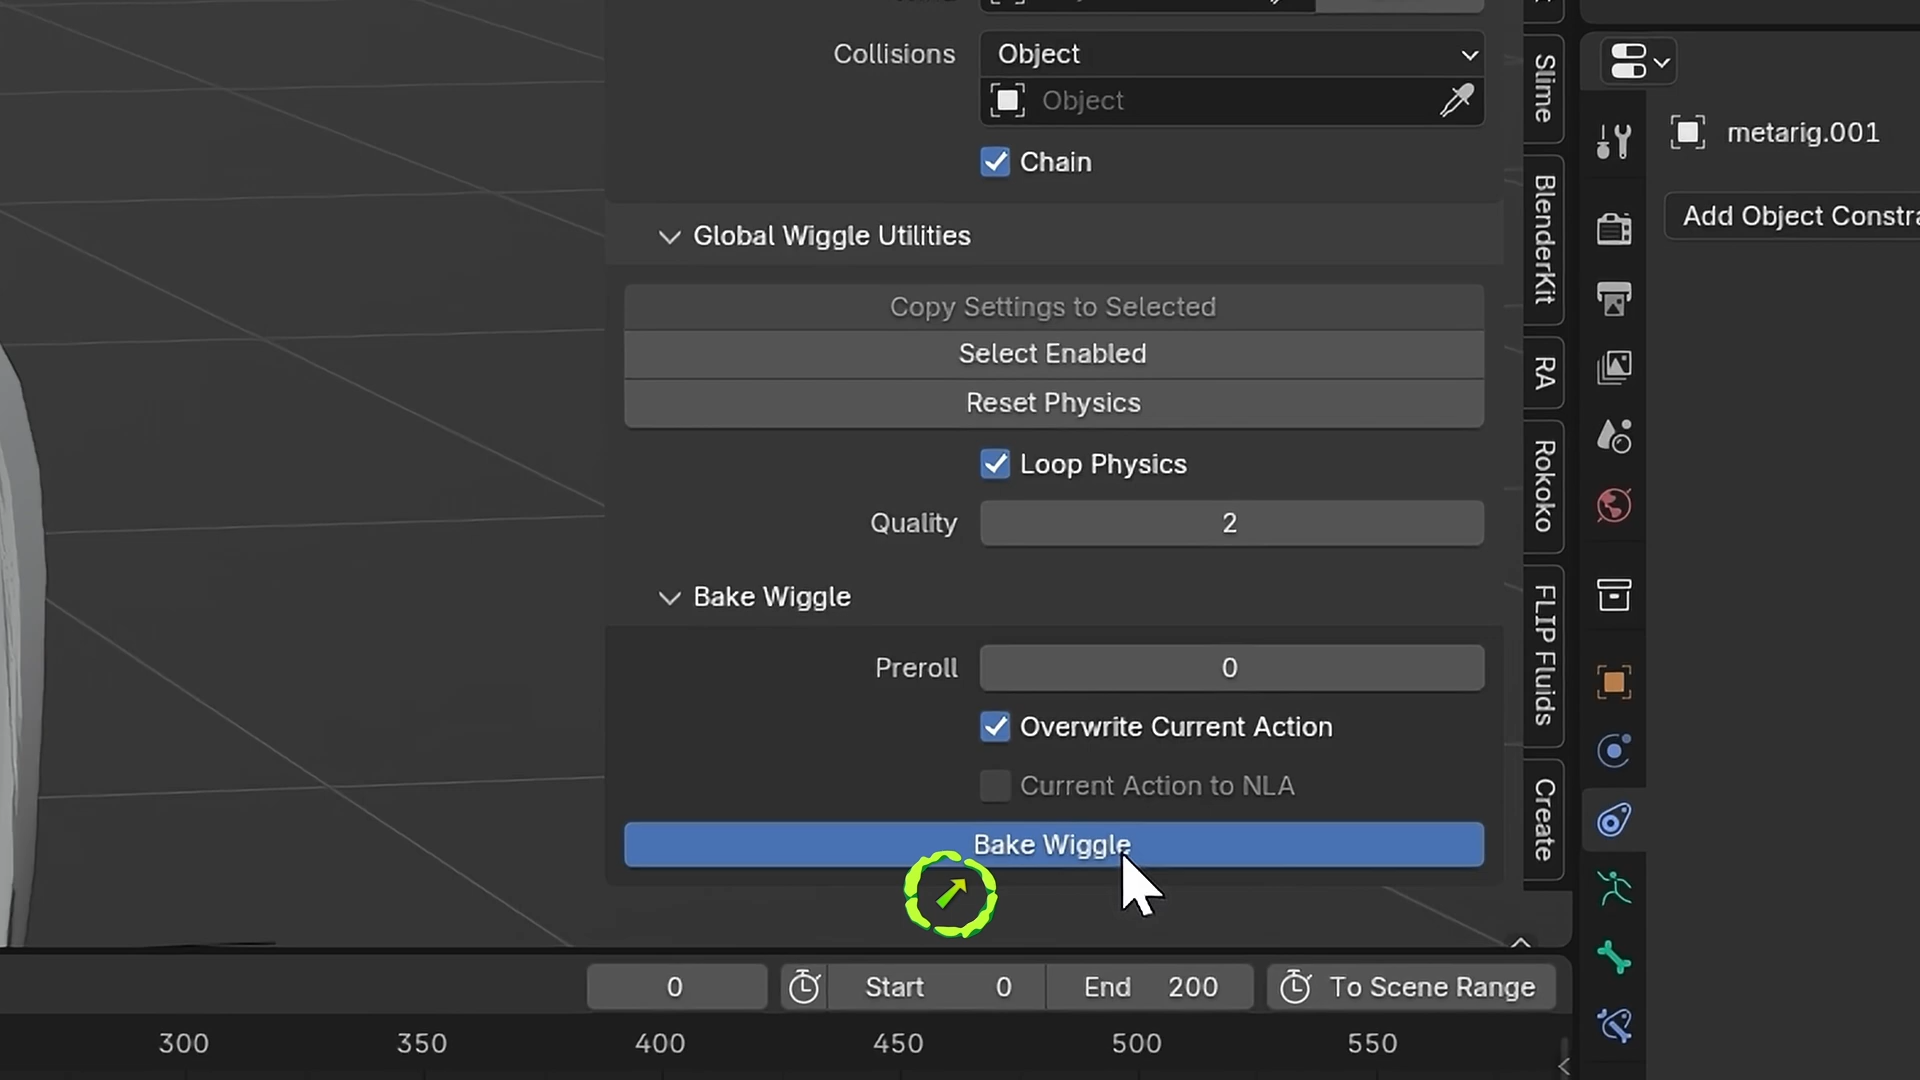 Collisions
Object
Object
Chain
Global Wiggle Utilities
Copy Settings to Selected
Select Enabled
Reset Physics
Loop Physics
Quality
2
Bake Wiggle
Preroll
0
Overwrite Current Action
Current Action to NLA
Bake Wiggle
0
Start 0
End 200
To Scene Range
300 350 400 450 500 550
Slime
BlenderKit
RA
Rokoko
FLIP Fluids
Create
metarig.001
Add Object Constra